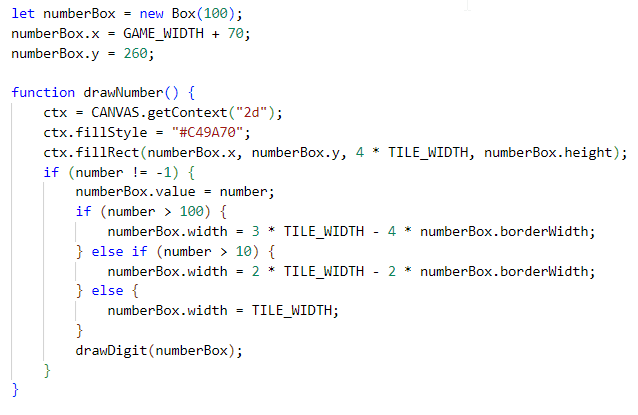 let numberBox = new Box(100);
numberBox.x = GAME_WIDTH + 70;
numberBox.y = 260;

function drawNumber() {
    ctx = CANVAS.getContext("2d");
    ctx.fillStyle = "#C49A70";
    ctx.fillRect(numberBox.x, numberBox.y, 4 * TILE_WIDTH, numberBox.height);
    if (number != -1) {
        numberBox.value = number;
        if (number > 100) {
            numberBox.width = 3 * TILE_WIDTH - 4 * numberBox.borderWidth;
        } else if (number > 10) {
            numberBox.width = 2 * TILE_WIDTH - 2 * numberBox.borderWidth;
        } else {
            numberBox.width = TILE_WIDTH;
        }
        drawDigit(numberBox);
    }
}